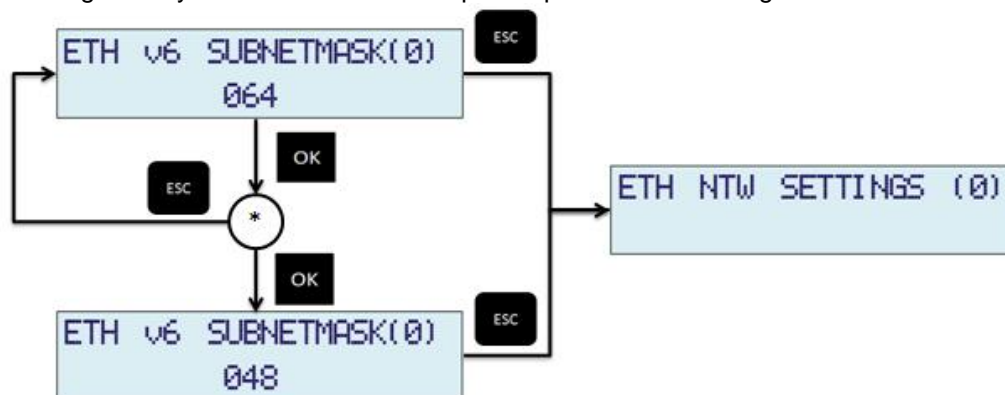 ETH v6 SUBNETMASK(0)
064
ESC
OK
ESC
*
ETH NTW SETTINGS (0)
OK
ESC
ETH v6 SUBNETMASK(0)
048